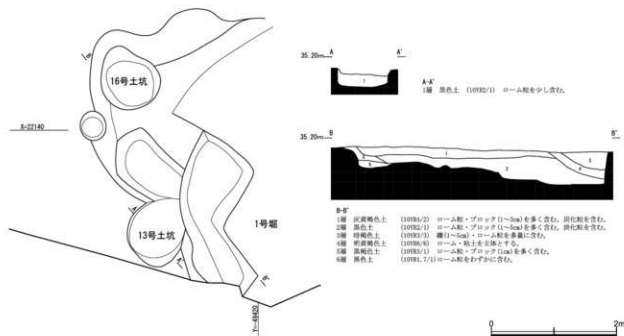 16号土坑
X=22140
1号堀
13号土坑
Y=-49420
B
B'
A
A'
35.20m A A'
1
A-A'
1層 黒色土 (10YR2/1) ローム粒を少し含む。
35.20m B B'
1
2
3
4
5
6
B-B'
1層 灰黄褐色土 (10YR4/2) ローム粒・ブロック(1～3cm)を多く含む。炭化粒を含む。
2層 黒色土 (10YR2/1) ローム粒・ブロック(1～5cm)を多く含む。炭化粒を含む。
3層 暗褐色土 (10YR3/3) 礫(1～5cm)・ローム粒を多量に含む。
4層 明黄褐色土 (10YR6/6) ローム・粘土を主体とする。
5層 黒褐色土 (10YR3/1) ローム粒・ブロック(1cm)を多く含む。
6層 黒色土 (10YR1.7/1) ローム粒をわずかに含む。
0 2m